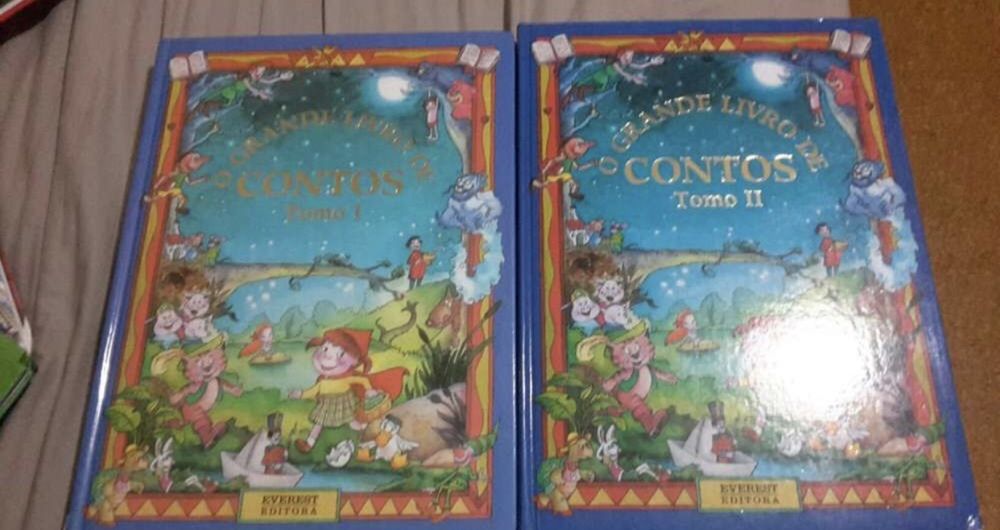 O GRANDE LIVRO DE
CONTOS
Tomo I
EVEREST
EDITORA
O GRANDE LIVRO DE
CONTOS
Tomo II
EVEREST
EDITORA